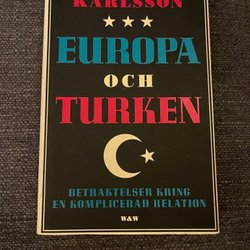 KARLSSON
EUROPA
OCH
TURKEN
BETRAKTELSER KRING
EN KOMPLICERAD RELATION
W&W